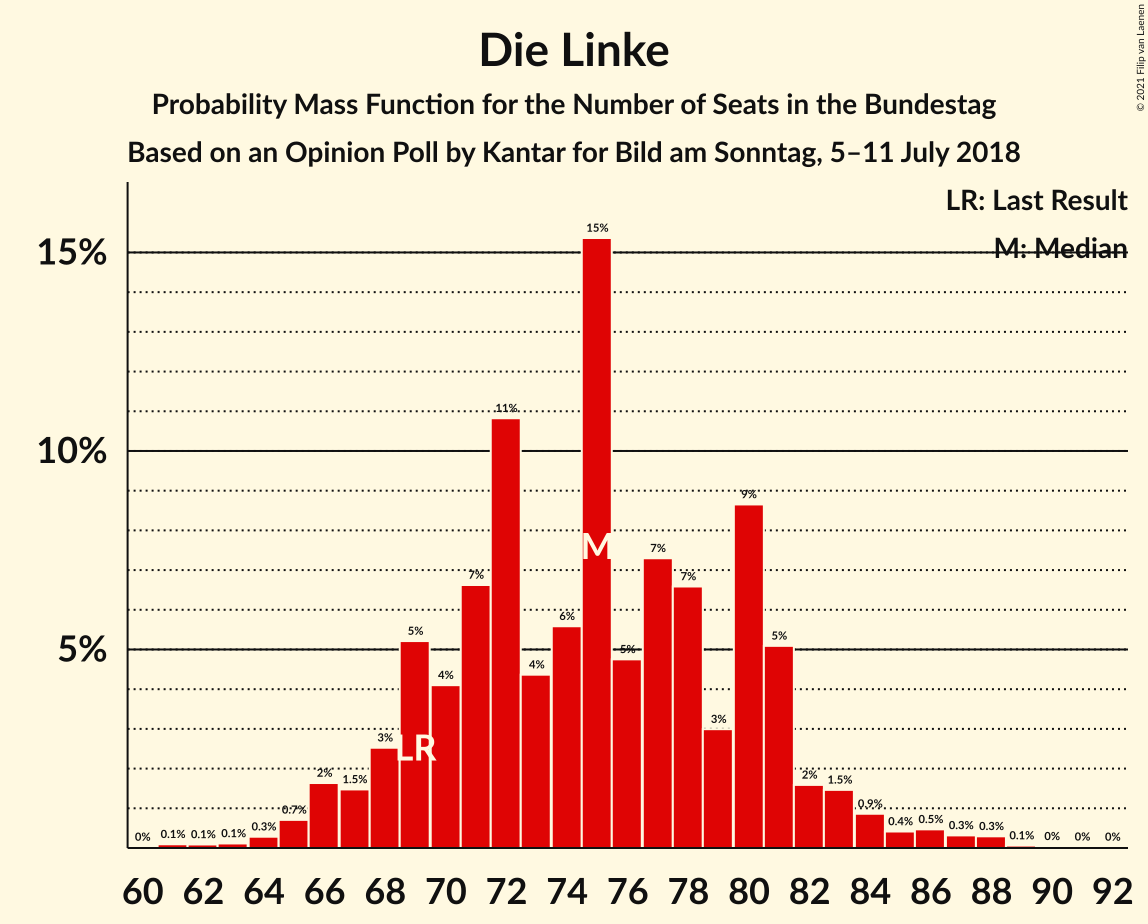 Die Linke
Probability Mass Function for the Number of Seats in the Bundestag
Based on an Opinion Poll by Kantar for Bild am Sonntag, 5–11 July 2018
© 2021 Filip van Laenen
LR: Last Result
M: Median
15%
10%
5%
0% 0.1% 0.1% 0.1% 0.3% 0.7% 2% 1.5% 3% 5% 4% 7% 11% 4% 6% 15% 5% 7% 7% 3% 9% 5% 2% 1.5% 0.9% 0.4% 0.5% 0.3% 0.3% 0.1% 0% 0% 0%
M
LR
60 62 64 66 68 70 72 74 76 78 80 82 84 86 88 90 92